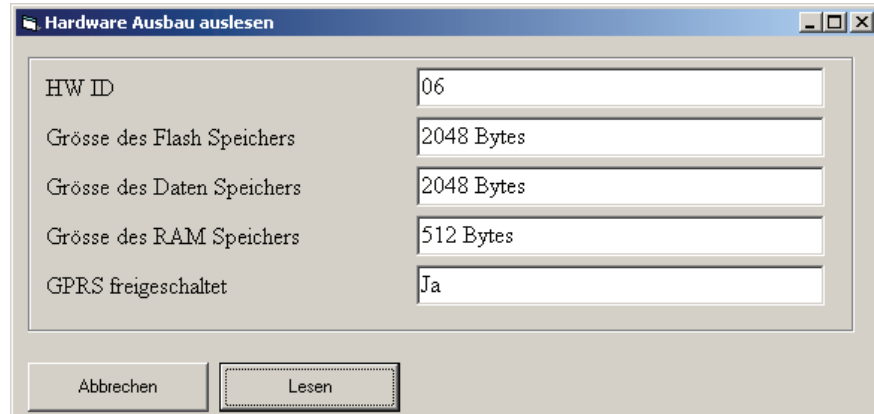 Hardware Ausbau auslesen
HW ID 06
Grösse des Flash Speichers 2048 Bytes
Grösse des Daten Speichers 2048 Bytes
Grösse des RAM Speichers 512 Bytes
GPRS freigeschaltet Ja
Abbrechen Lesen